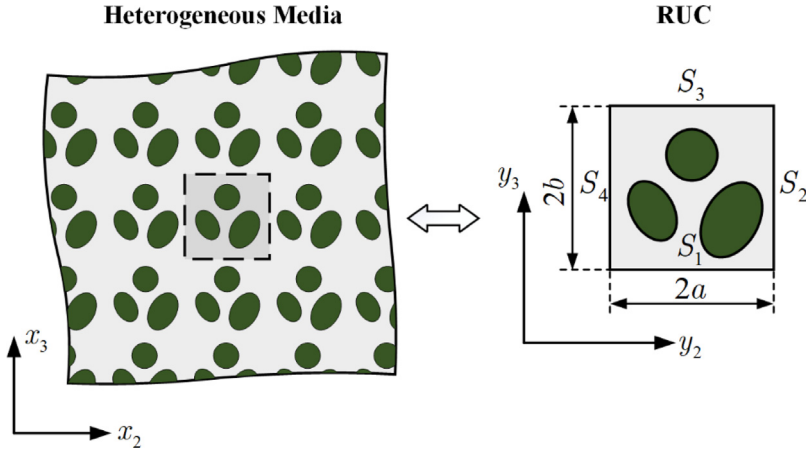 Heterogeneous Media
RUC
S₃
y₃
2b
S₄
S₂
S₁
2a
y₂
x₃
x₂